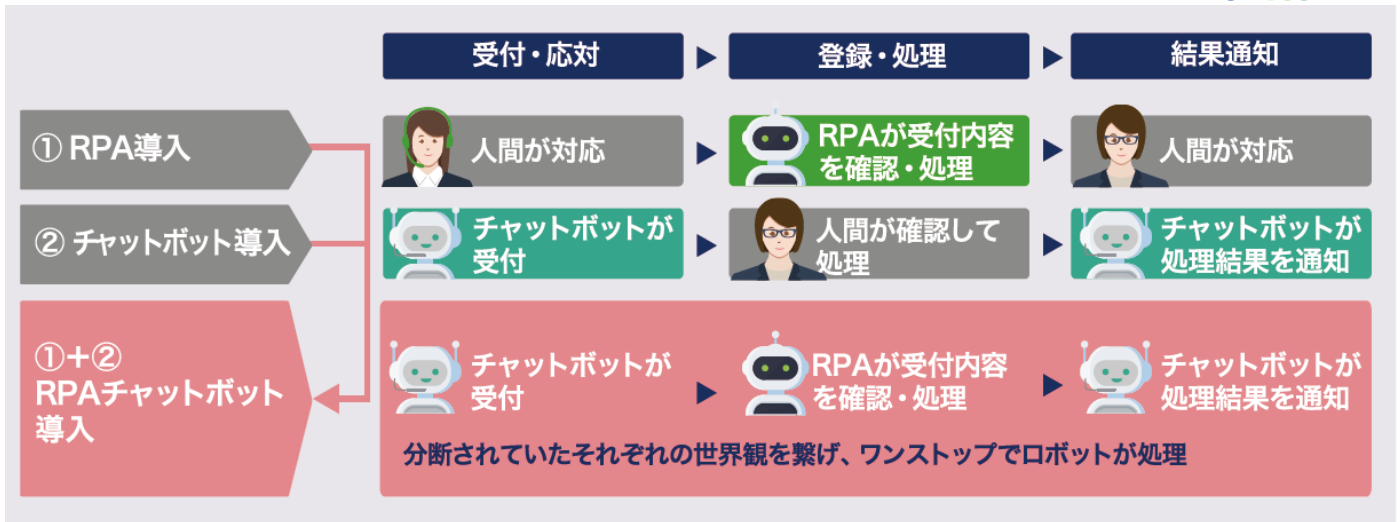 受付・応対
登録・処理
結果通知
① RPA導入
人間が対応
RPAが受付内容
を確認・処理
人間が対応
② チャットボット導入
チャットボットが
受付
人間が確認して
処理
チャットボットが
処理結果を通知
①＋②
RPAチャットボット
導入
チャットボットが
受付
RPAが受付内容
を確認・処理
チャットボットが
処理結果を通知
分断されていたそれぞれの世界観を繋げ、ワンストップでロボットが処理